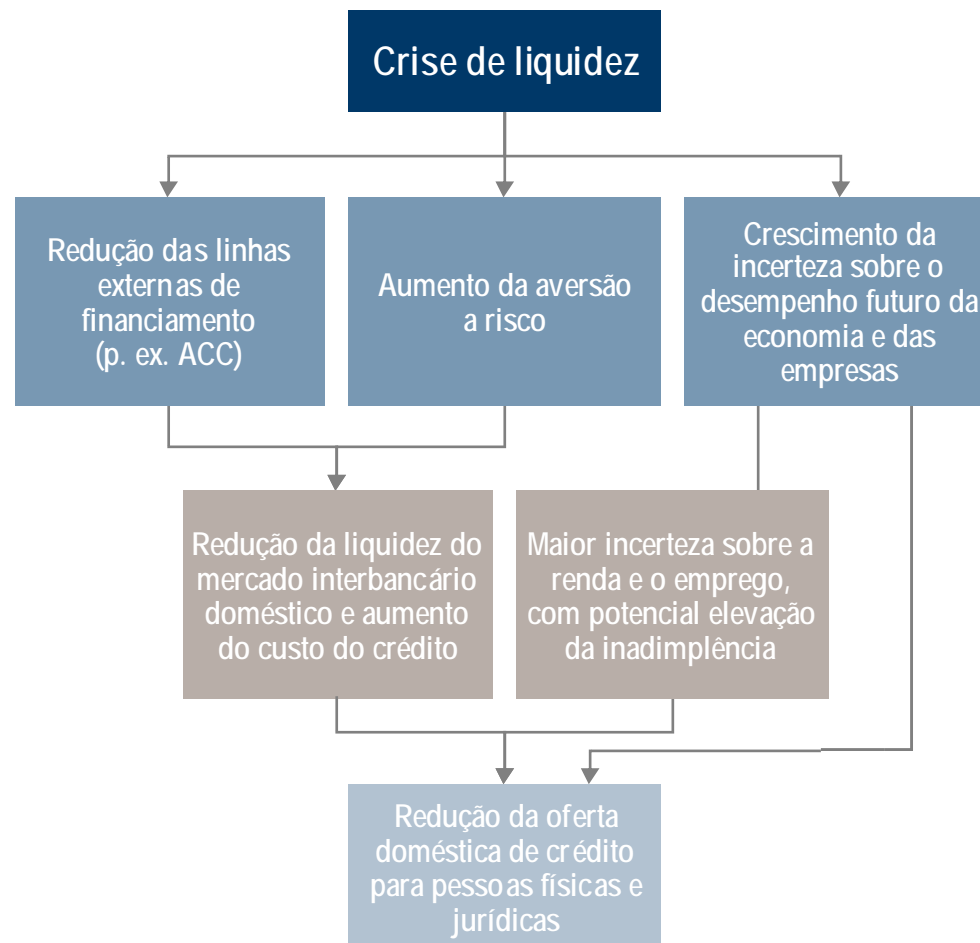 Crise de liquidez
Redução das linhas
externas de
financiamento
(p. ex. ACC)
Aumento da aversão
a risco
Crescimento da
incerteza sobre o
desempenho futuro da
economia e das
empresas
Redução da liquidez do
mercado interbancário
doméstico e aumento
do custo do crédito
Maior incerteza sobre a
renda e o emprego,
com potencial elevação
da inadimplência
Redução da oferta
doméstica de crédito
para pessoas físicas e
jurídicas